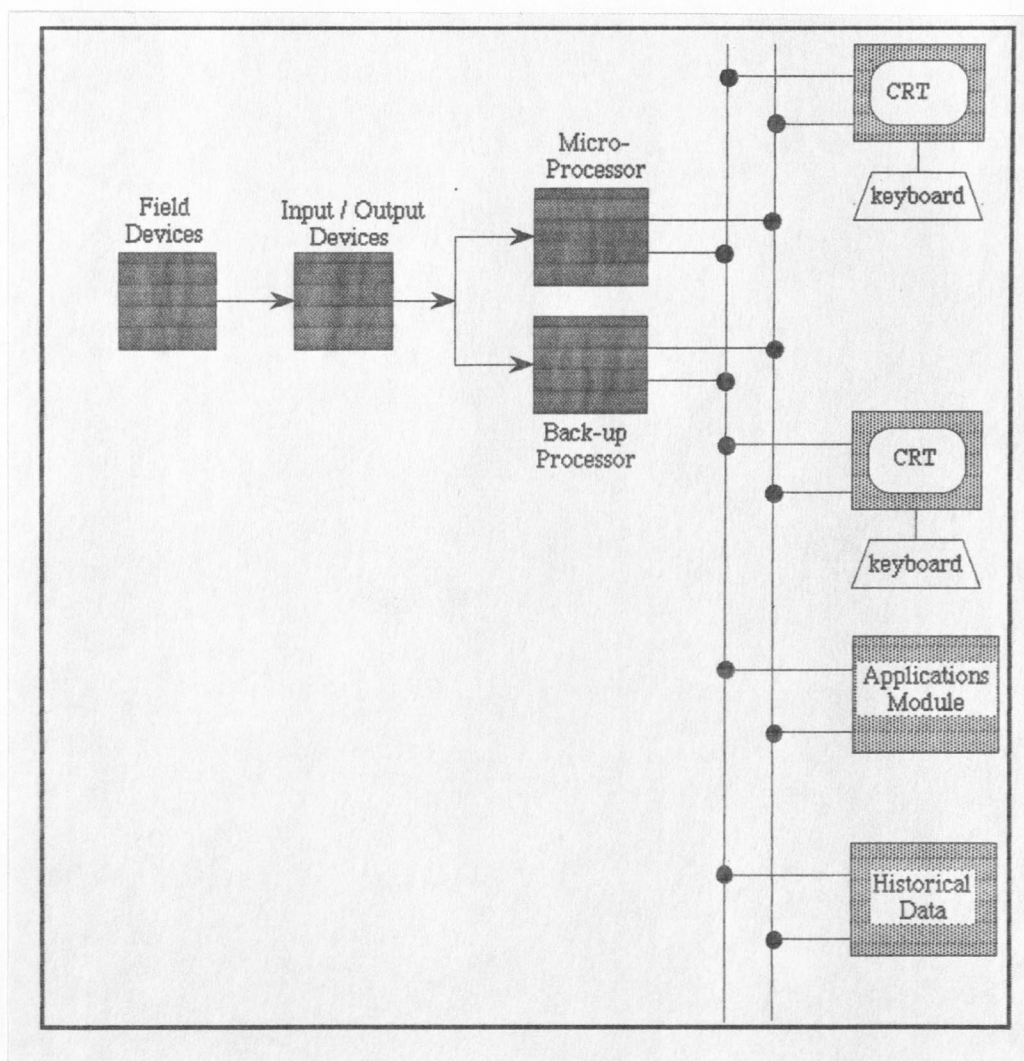 Field
Devices
Input / Output
Devices
Micro-
Processor
Back-up
Processor
CRT
keyboard
CRT
keyboard
Applications
Module
Historical
Data